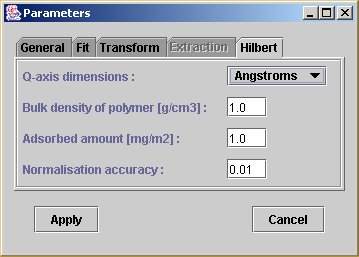 Parameters
General Fit Transform Extraction Hilbert
Q-axis dimensions : Angstroms
Bulk density of polymer [g/cm3] : 1.0
Adsorbed amount [mg/m2] : 1.0
Normalisation accuracy : 0.01
Apply Cancel